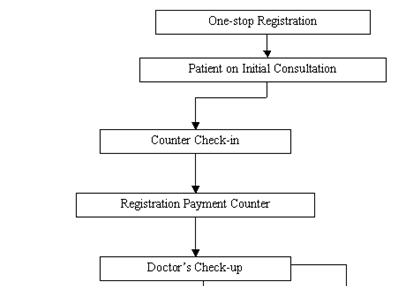 One-stop Registration
Patient on Initial Consultation
Counter Check-in
Registration Payment Counter
Doctor's Check-up